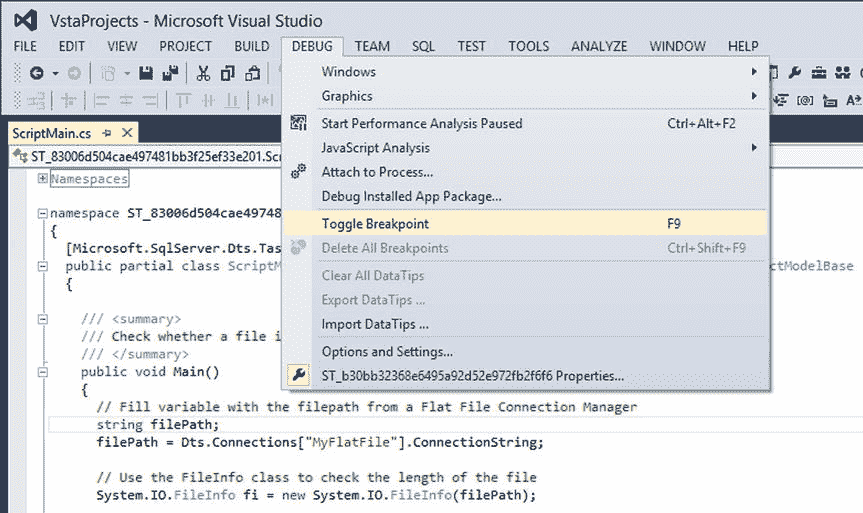 VstaProjects - Microsoft Visual Studio
FILE EDIT VIEW PROJECT BUILD DEBUG TEAM SQL TEST TOOLS ANALYZE WINDOW HELP
Windows
Graphics
Start Performance Analysis Paused Ctrl+Alt+F2
JavaScript Analysis
Attach to Process...
Debug Installed App Package...
Toggle Breakpoint F9
Delete All Breakpoints Ctrl+Shift+F9
Clear All DataTips
Export DataTips ...
Import DataTips ...
Options and Settings...
ST_b30bb32368e6495a92d52e972fb2f6f6 Properties...
ScriptMain.cs
ST_83006d504cae497481bb3f25ef33e201.Sc
Namespaces
namespace ST_83006d504cae49748
{
[Microsoft.SqlServer.Dts.Tas
public partial class ScriptM ctModelBase
{
/// <summary>
/// Check whether a file i
/// </summary>
public void Main()
{
// Fill variable with the filepath from a Flat File Connection Manager
string filePath;
filePath = Dts.Connections["MyFlatFile"].ConnectionString;
// Use the FileInfo class to check the length of the file
System.IO.FileInfo fi = new System.IO.FileInfo(filePath);